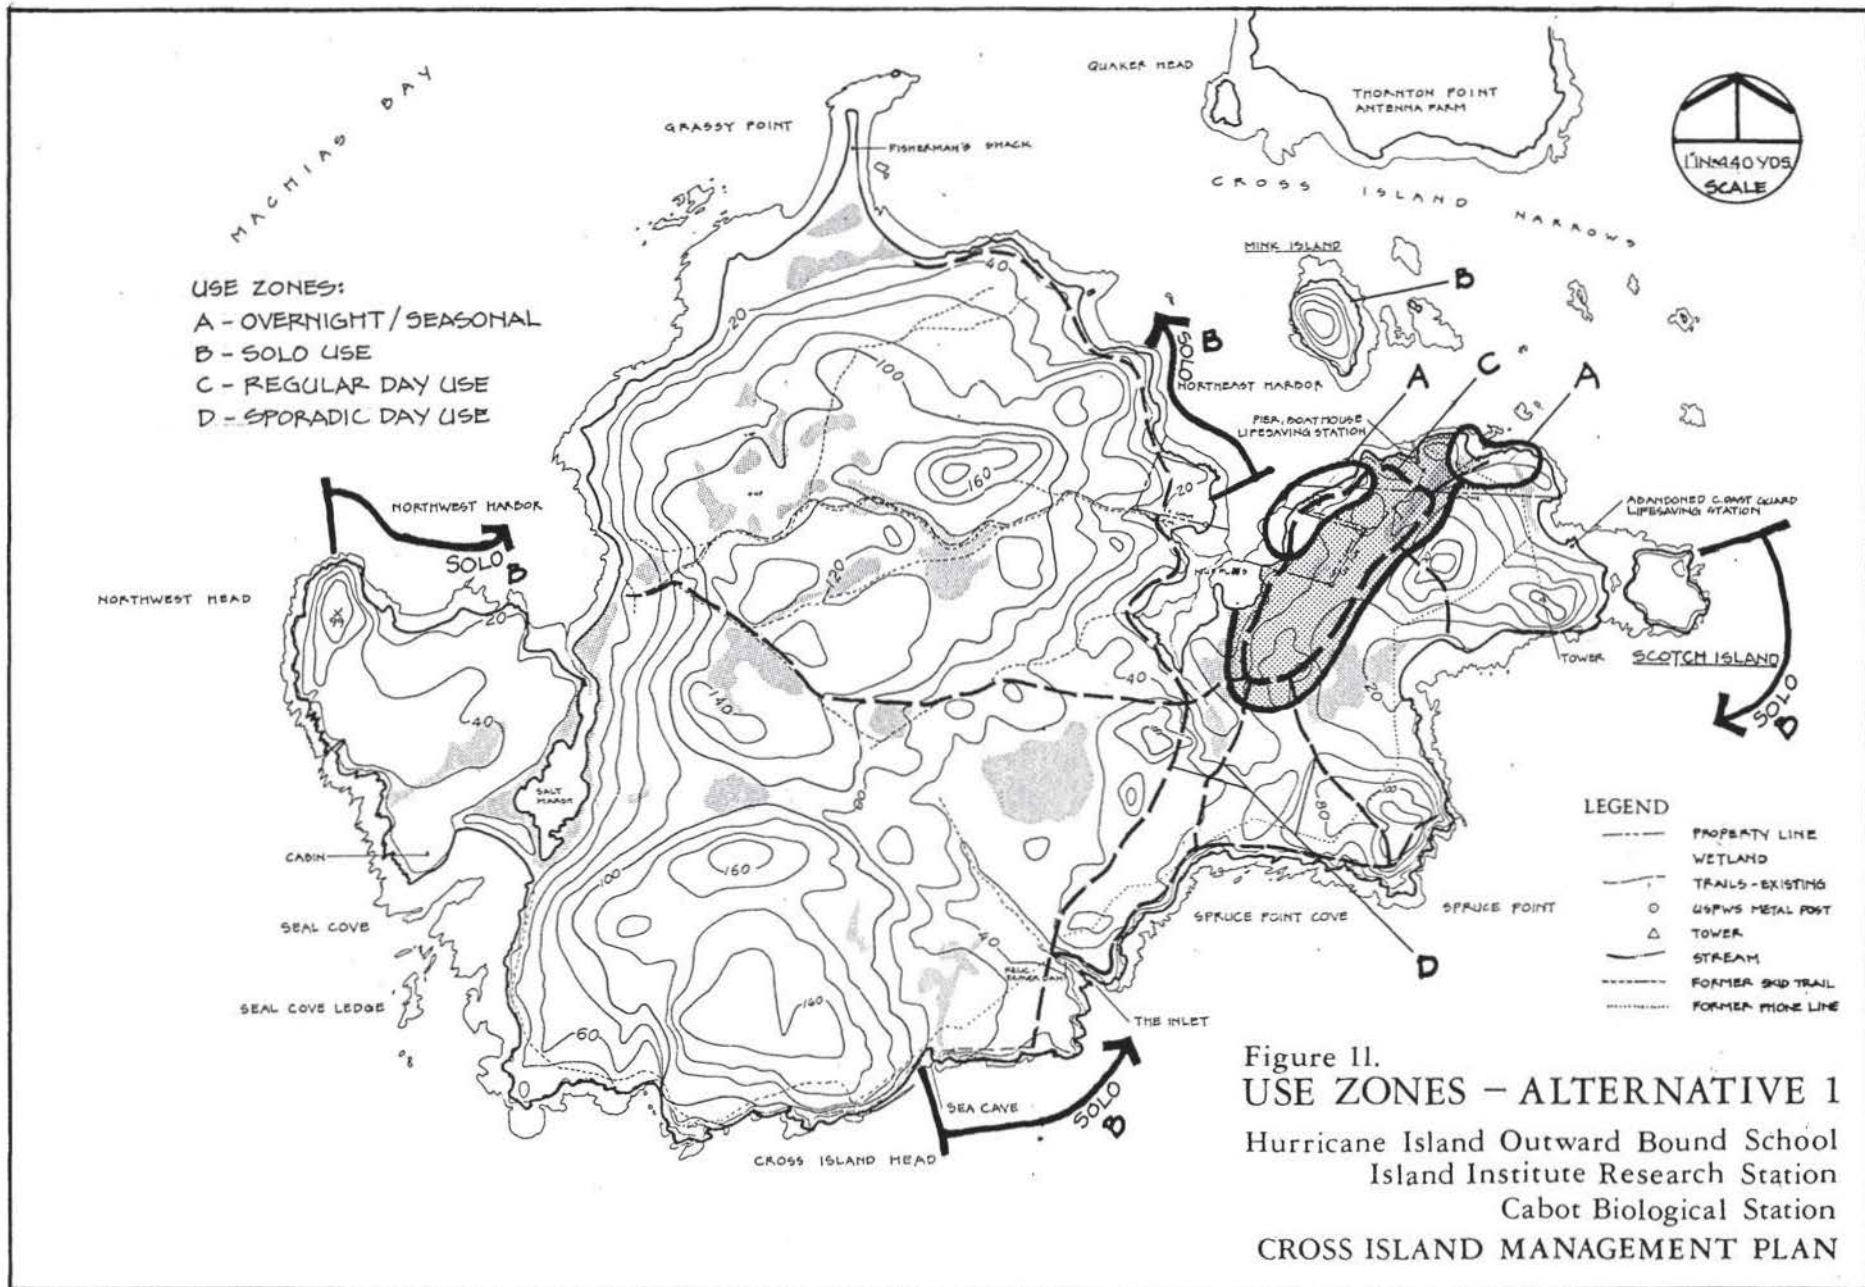 MACHIAS BAY
GRASSY POINT
FISHERMAN'S SHACK
QUAKER HEAD
THORNTON POINT
ANTENNA FARM
CROSS ISLAND NARROWS
1"IN=440 YDS
SCALE
USE ZONES:
A - OVERNIGHT/SEASONAL
B - SOLO USE
C - REGULAR DAY USE
D - SPORADIC DAY USE
MINK ISLAND
B
SOLO
B
NORTHEAST HARBOR
A
C
A
PIER, BOATHOUSE
LIFESAVING STATION
ABANDONED COAST GUARD
LIFESAVING STATION
NORTHWEST HARBOR
SOLO
B
NORTHWEST HEAD
TOWER
SCOTCH ISLAND
SOLO
B
20
40
100
160
20
120
20
40
140
40
20
80
80
100
160
40
160
60
SALT
MARSH
CABIN
SEAL COVE
SEAL COVE LEDGE
SPRUCE POINT COVE
SPRUCE POINT
D
THE INLET
SEA CAVE
SOLO
B
CROSS ISLAND HEAD
LEGEND
PROPERTY LINE
WETLAND
TRAILS - EXISTING
USFWS METAL POST
TOWER
STREAM
FORMER SKID TRAIL
FORMER PHONE LINE
Figure 11.
USE ZONES – ALTERNATIVE 1
Hurricane Island Outward Bound School
Island Institute Research Station
Cabot Biological Station
CROSS ISLAND MANAGEMENT PLAN